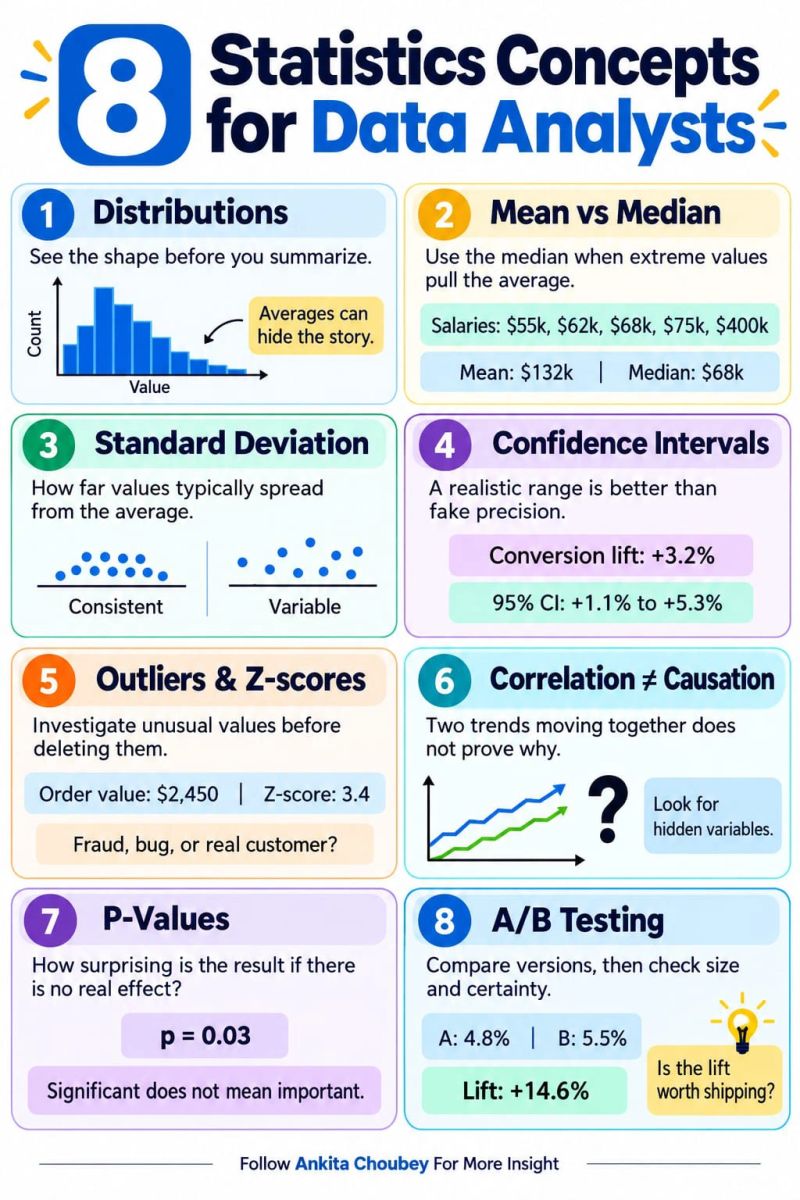 8 Statistics Concepts
for Data Analysts
1 Distributions
See the shape before you summarize.
Count
Averages can
hide the story.
Value
2 Mean vs Median
Use the median when extreme values
pull the average.
Salaries: $55k, $62k, $68k, $75k, $400k
Mean: $132k | Median: $68k
3 Standard Deviation
How far values typically spread
from the average.
Consistent
Variable
4 Confidence Intervals
A realistic range is better than
fake precision.
Conversion lift: +3.2%
95% CI: +1.1% to +5.3%
5 Outliers & Z-scores
Investigate unusual values before
deleting them.
Order value: $2,450 | Z-score: 3.4
Fraud, bug, or real customer?
6 Correlation ≠ Causation
Two trends moving together does
not prove why.
?
Look for
hidden variables.
7 P-Values
How surprising is the result if there
is no real effect?
p = 0.03
Significant does not mean important.
8 A/B Testing
Compare versions, then check size
and certainty.
A: 4.8% | B: 5.5%
Lift: +14.6%
Is the lift
worth shipping?
Follow Ankita Choubey For More Insight